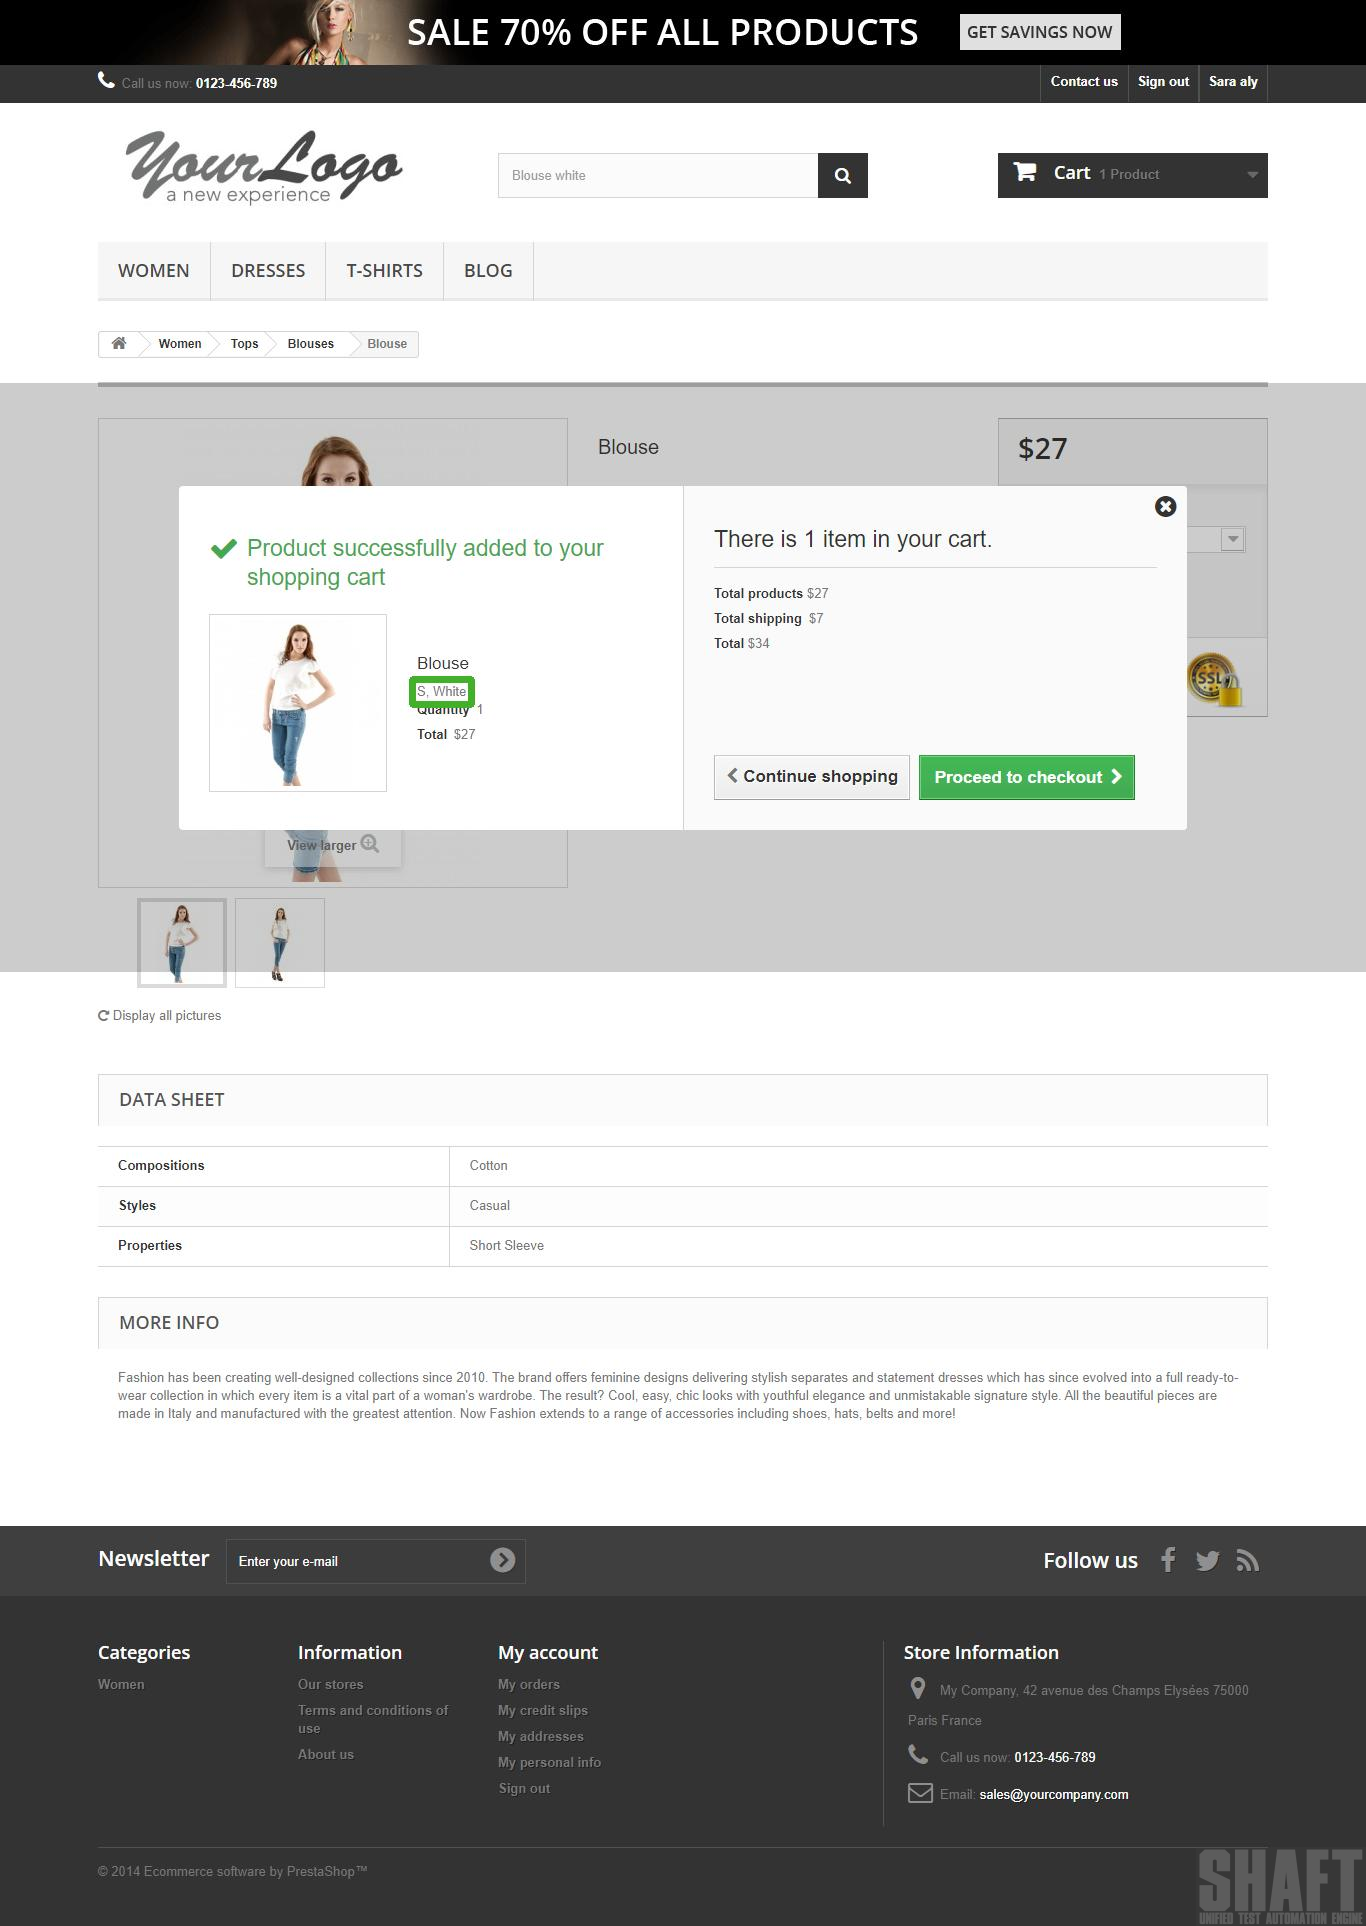 SALE 70% OFF ALL PRODUCTS GET SAVINGS NOW
Call us now: 0123-456-789
Contact us Sign out Sara aly
YourLogo
a new experience
Blouse white
Cart 1 Product
WOMEN DRESSES T-SHIRTS BLOG
Women Tops Blouses Blouse
Blouse
$27
Product successfully added to your
shopping cart
Blouse
S, White
Quantity 1
Total $27
There is 1 item in your cart.
Total products $27
Total shipping $7
Total $34
Continue shopping Proceed to checkout
SSL
View larger
Display all pictures
DATA SHEET
Compositions Cotton
Styles Casual
Properties Short Sleeve
MORE INFO
Fashion has been creating well-designed collections since 2010. The brand offers feminine designs delivering stylish separates and statement dresses which has since evolved into a full ready-to-
wear collection in which every item is a vital part of a woman's wardrobe. The result? Cool, easy, chic looks with youthful elegance and unmistakable signature style. All the beautiful pieces are
made in Italy and manufactured with the greatest attention. Now Fashion extends to a range of accessories including shoes, hats, belts and more!
Newsletter Enter your e-mail
Follow us
Categories
Women
Information
Our stores
Terms and conditions of
use
About us
My account
My orders
My credit slips
My addresses
My personal info
Sign out
Store Information
My Company, 42 avenue des Champs Elysées 75000
Paris France
Call us now: 0123-456-789
Email: sales@yourcompany.com
© 2014 Ecommerce software by PrestaShop™
SHAFT
UNIFIED TEST AUTOMATION ENGINE